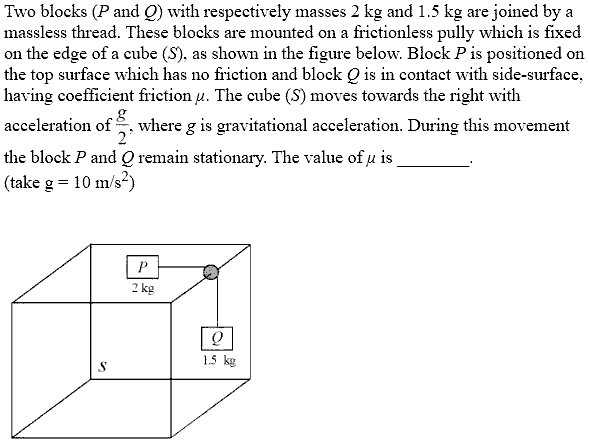 Two blocks (P and Q) with respectively masses 2 kg and 1.5 kg are joined by a
massless thread. These blocks are mounted on a frictionless pully which is fixed
on the edge of a cube (S), as shown in the figure below. Block P is positioned on
the top surface which has no friction and block Q is in contact with side-surface,
having coefficient friction μ. The cube (S) moves towards the right with
acceleration of g/2, where g is gravitational acceleration. During this movement
the block P and Q remain stationary. The value of μ is ________.
(take g = 10 m/s²)
P
2 kg
Q
1.5 kg
S